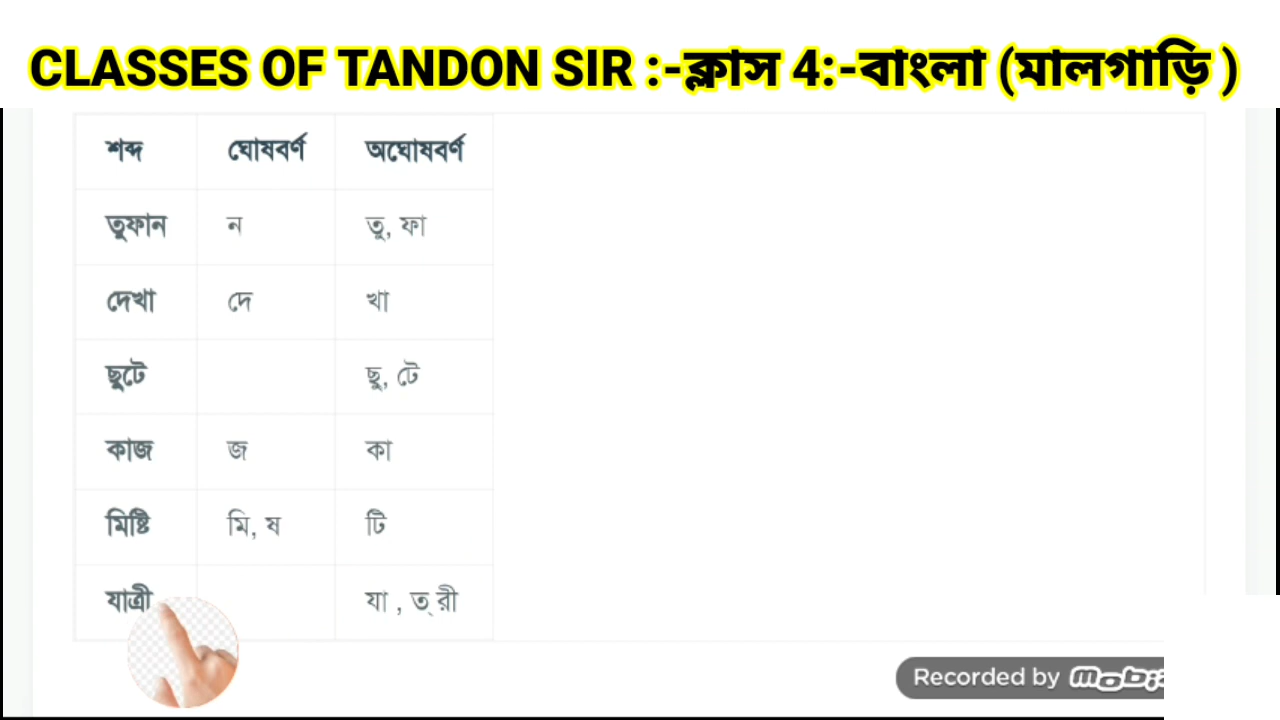 CLASSES OF TANDON SIR :-ক্লাস 4:-বাংলা (মালগাড়ি )
শব্দ ঘোষবর্ণ অঘোষবর্ণ
তুফান ন তু, ফা
দেখা দে খা
ছুটে ছু, টে
কাজ জ কা
মিষ্টি মি, ষ টি
যাত্রী যা , ত্ রী
Recorded by